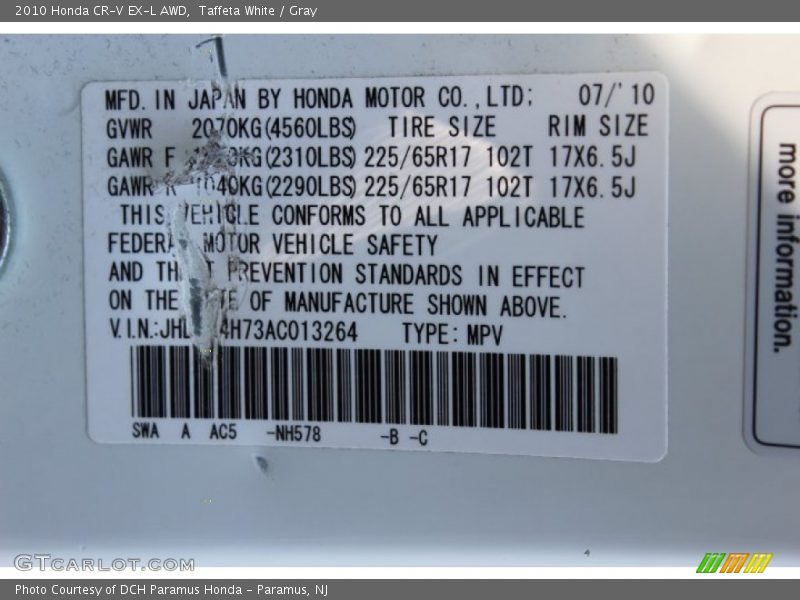 2010 Honda CR-V EX-L AWD,  Taffeta White / Gray
MFD. IN JAPAN BY HONDA MOTOR CO.,LTD; 07/'10
GVWR 2070KG(4560LBS) TIRE SIZE RIM SIZE
GAWR F (2310LBS) 225/65R17 102T 17X6.5J
GAWR R 1040KG(2290LBS) 225/65R17 102T 17X6.5J
THIS VEHICLE CONFORMS TO ALL APPLICABLE
FEDERAL MOTOR VEHICLE SAFETY
AND PREVENTION STANDARDS IN EFFECT
ON THE OF MANUFACTURE SHOWN ABOVE.
V.I.N.: TYPE: MPV
SWA A AC5 -NH578 -B -C
more information.
GTCARLOT.COM
Photo Courtesy of DCH Paramus Honda - Paramus, NJ